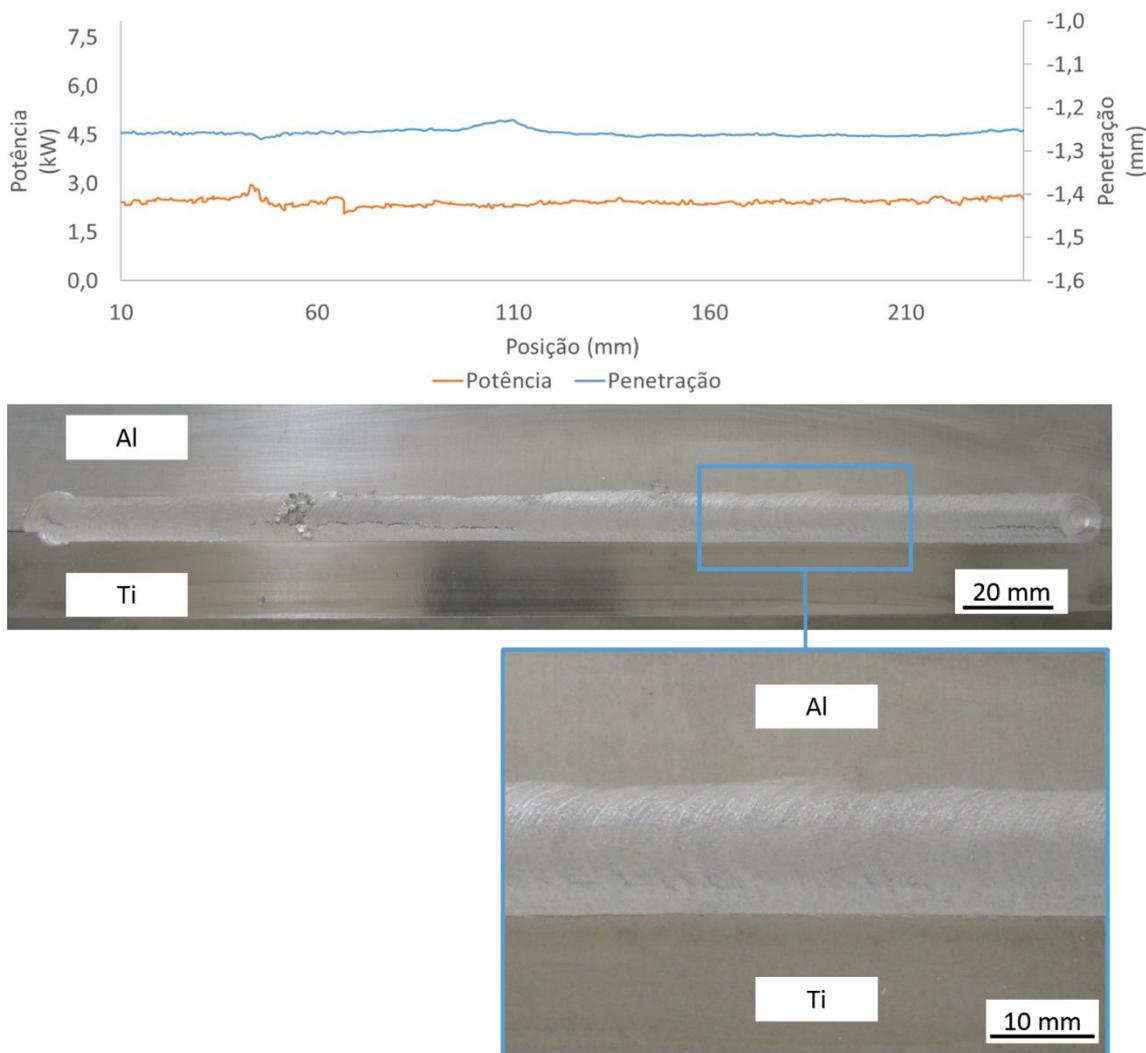 7,5
6,0
4,5
3,0
1,5
0,0
Potência
(kW)
-1,0
-1,1
-1,2
-1,3
-1,4
-1,5
-1,6
Penetração
(mm)
10 60 110 160 210
Posição (mm)
Potência Penetração
Al
Ti
20 mm
Al
Ti
10 mm